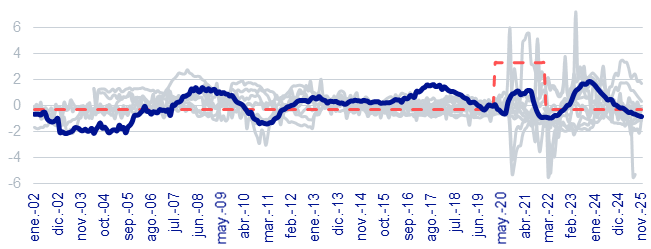 6
4
2
0
-2
-4
-6
ene.-02
dic.-02
nov.-03
oct.-04
sep.-05
ago.-06
jul.-07
jun.-08
may.-09
abr.-10
mar.-11
feb.-12
ene.-13
dic.-13
nov.-14
oct.-15
sep.-16
ago.-17
jul.-18
jun.-19
may.-20
abr.-21
mar.-22
feb.-23
ene.-24
dic.-24
nov.-25